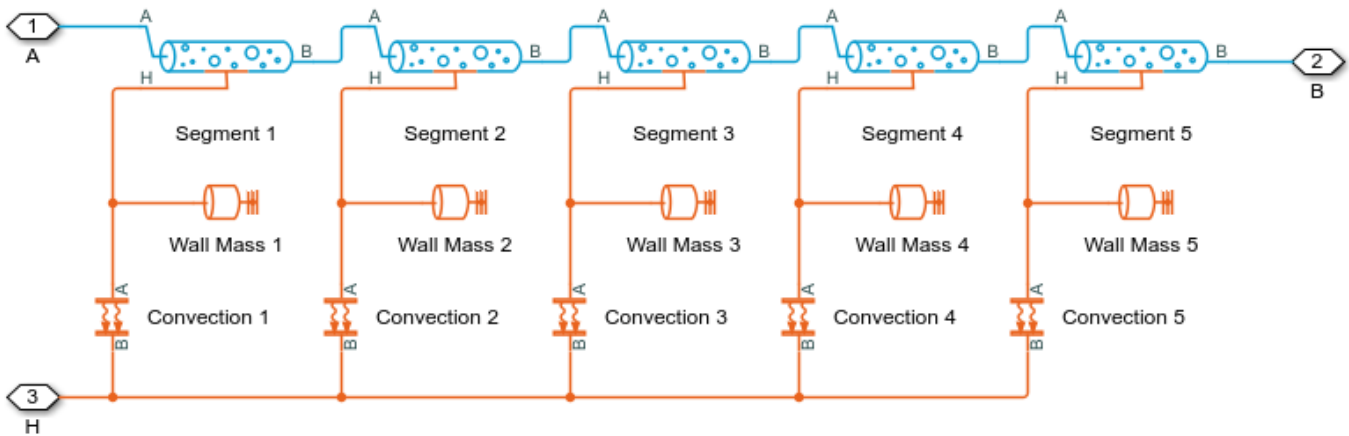 A A A A A
1 B B B B B 2
A B
H H H H H
Segment 1 Segment 2 Segment 3 Segment 4 Segment 5
Wall Mass 1 Wall Mass 2 Wall Mass 3 Wall Mass 4 Wall Mass 5
A A A A A
Convection 1 Convection 2 Convection 3 Convection 4 Convection 5
B B B B B
3
H